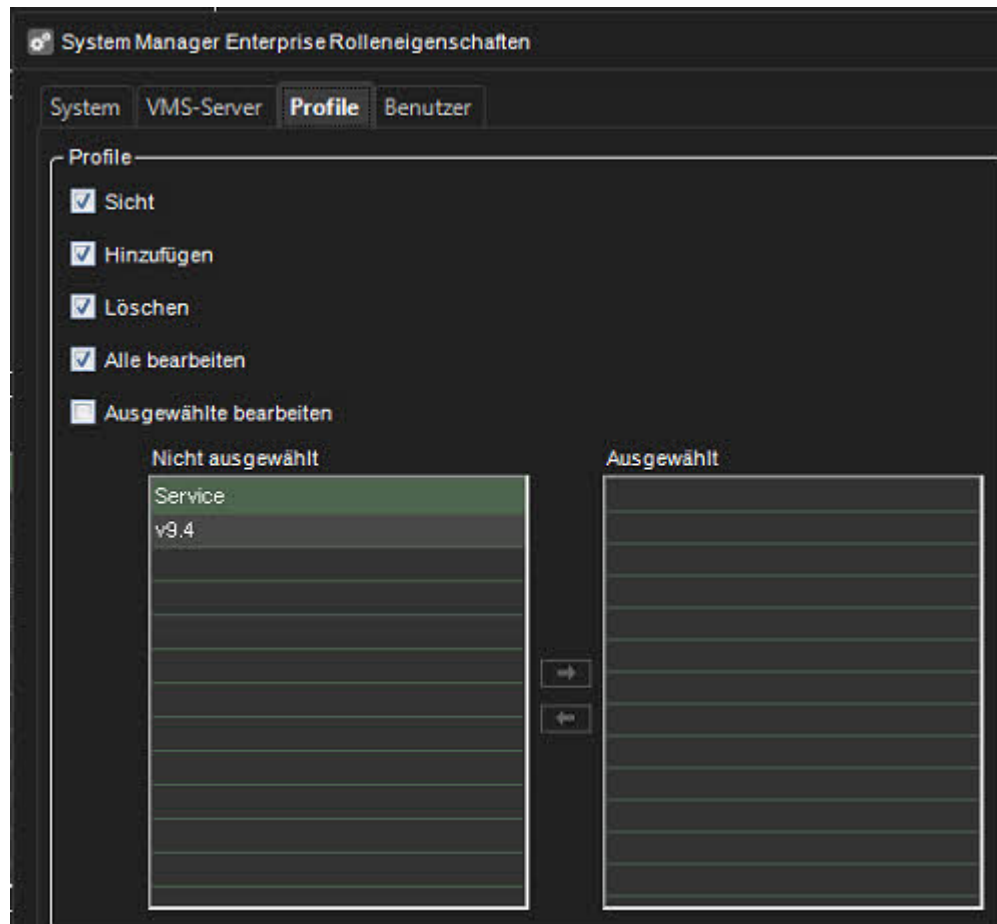 System Manager Enterprise Rolleneigenschaften
System VMS-Server Profile Benutzer
Profile
Sicht
Hinzufügen
Löschen
Alle bearbeiten
Ausgewählte bearbeiten
Nicht ausgewählt Ausgewählt
Service
v9.4